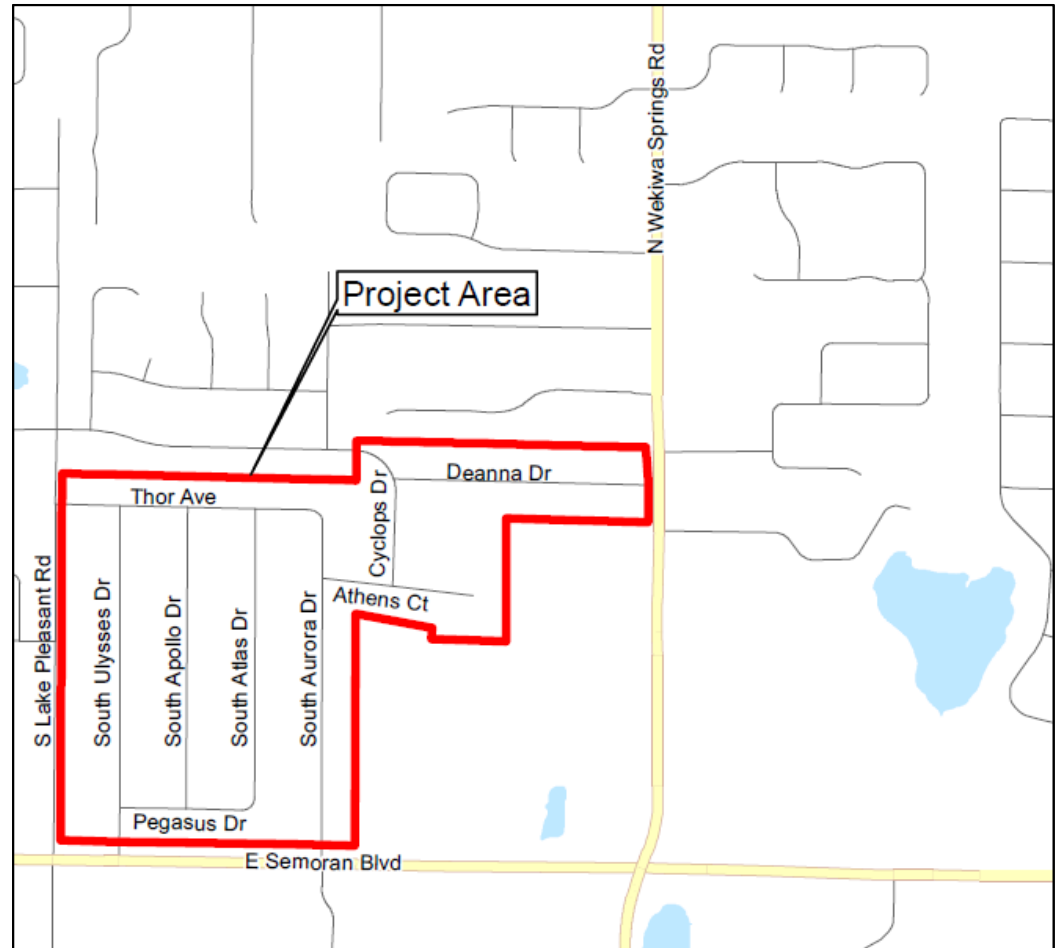 N Wekiwa Springs Rd
Project Area
Deanna Dr
Thor Ave
Cyclops Dr
Athens Ct
S Lake Pleasant Rd
South Ulysses Dr
South Apollo Dr
South Atlas Dr
South Aurora Dr
Pegasus Dr
E Semoran Blvd